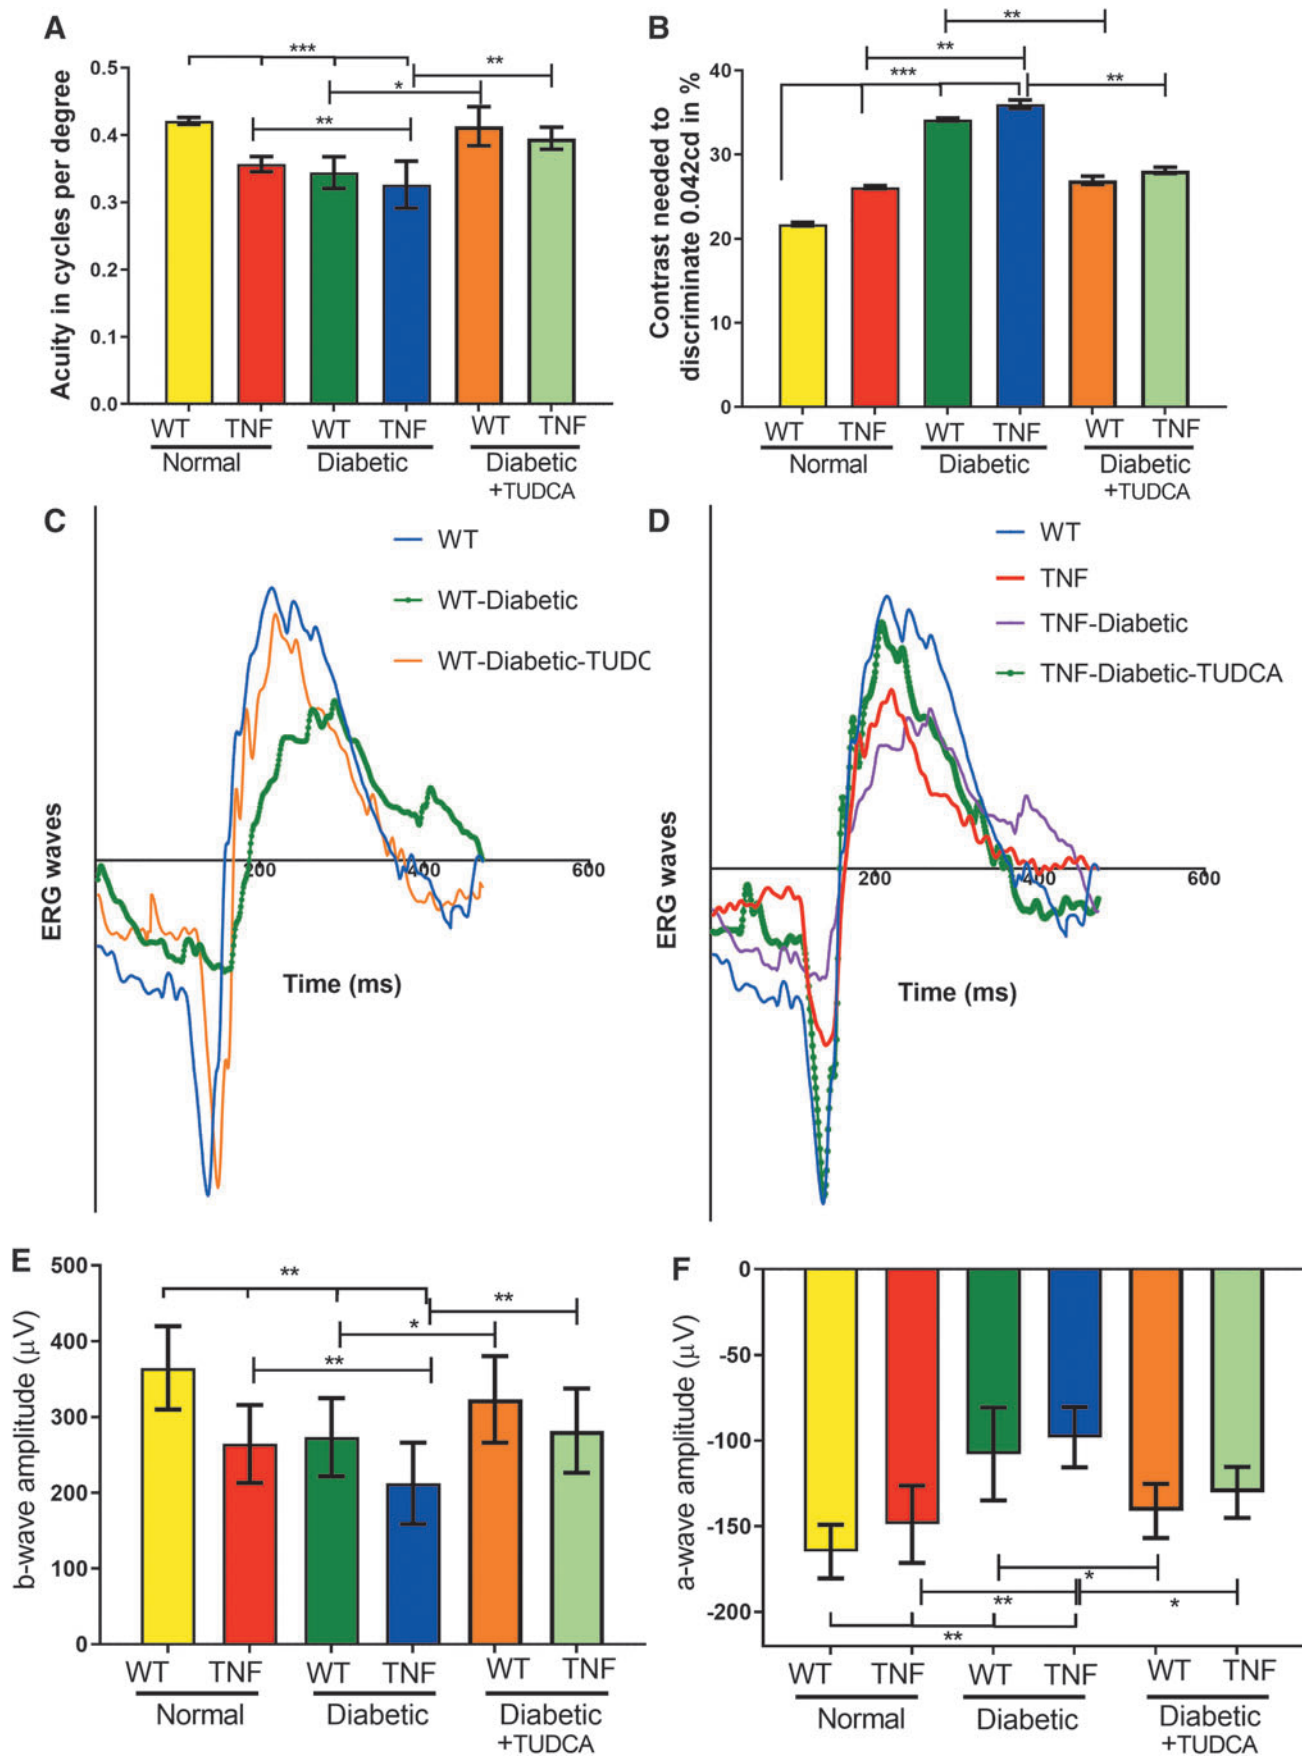 A
***
**
*
**
Acuity in cycles per degree
0.5
0.4
0.3
0.2
0.1
0.0
WT TNF WT TNF WT TNF
Normal Diabetic Diabetic
+TUDCA
B
**
**
***
**
Contrast needed to
discriminate 0.042cd in %
40
30
20
10
0
WT TNF WT TNF WT TNF
Normal Diabetic Diabetic
+TUDCA
C
WT
WT-Diabetic
WT-Diabetic-TUDC
ERG waves
200 400 600
Time (ms)
D
WT
TNF
TNF-Diabetic
TNF-Diabetic-TUDCA
ERG waves
200 400 600
Time (ms)
E
**
**
*
**
b-wave amplitude (μV)
500
400
300
200
100
0
WT TNF WT TNF WT TNF
Normal Diabetic Diabetic
+TUDCA
F
a-wave amplitude (μV)
0
-50
-100
-150
-200
*
**
*
**
WT TNF WT TNF WT TNF
Normal Diabetic Diabetic
+TUDCA